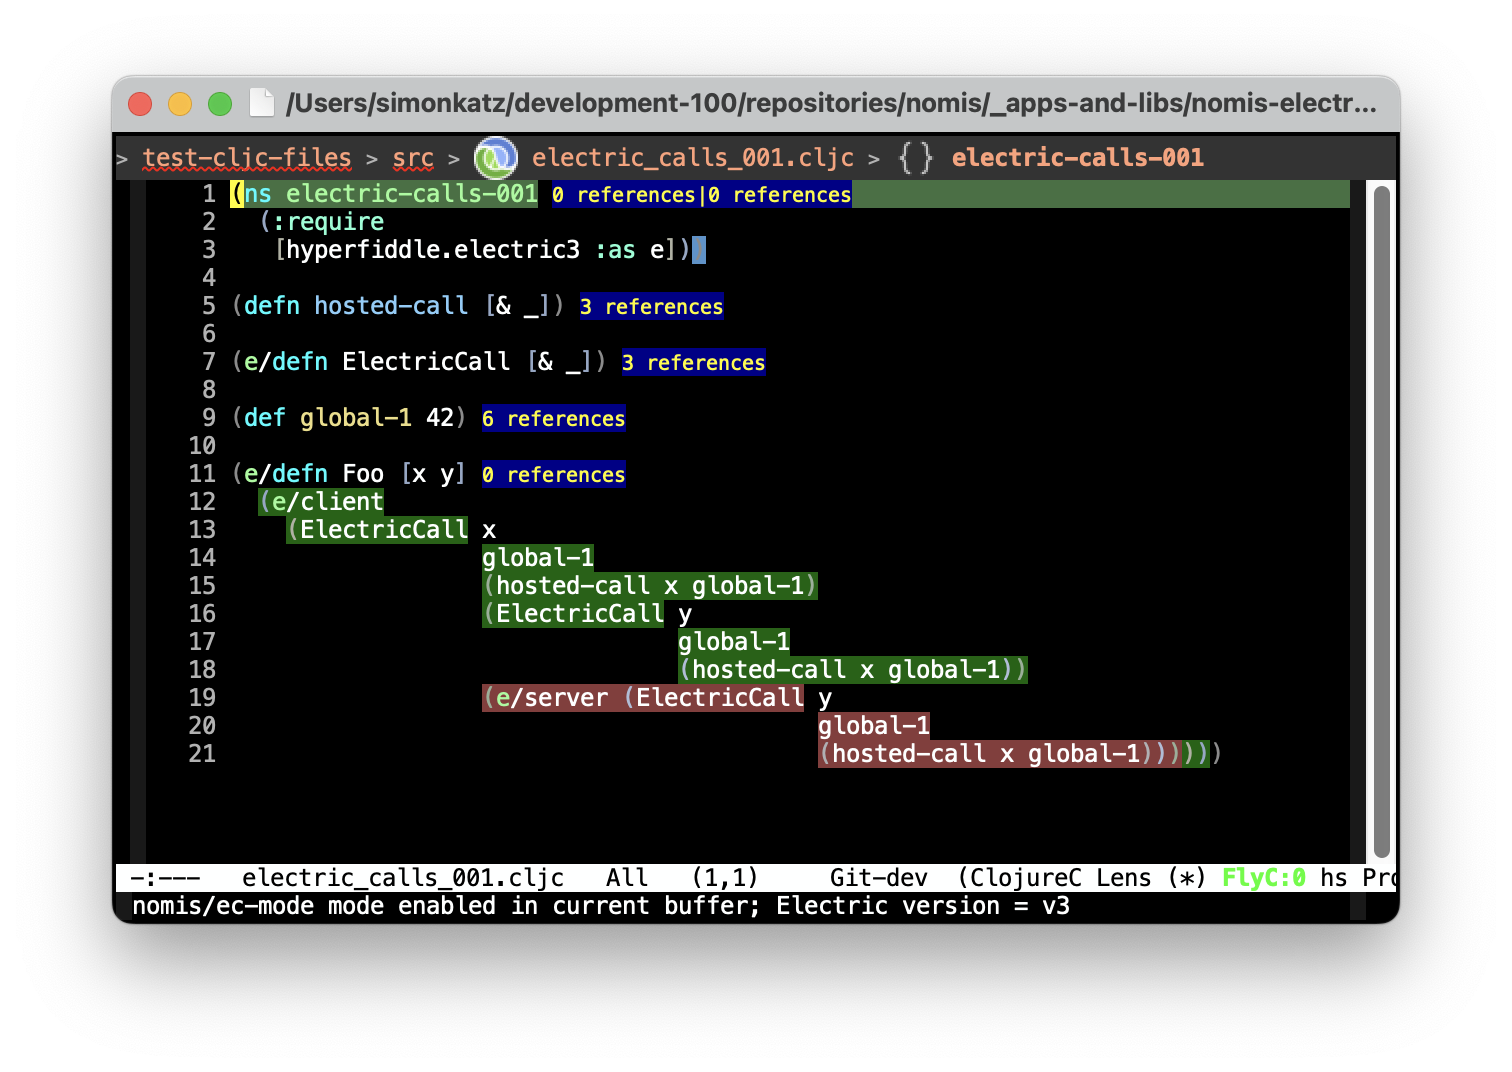 /Users/simonkatz/development-100/repositories/nomis/_apps-and-libs/nomis-electr...
> test-cljc-files > src > electric_calls_001.cljc > {} electric-calls-001
1 (ns electric-calls-001 0 references|0 references
2   (:require
3    [hyperfiddle.electric3 :as e]))
4
5 (defn hosted-call [& _]) 3 references
6
7 (e/defn ElectricCall [& _]) 3 references
8
9 (def global-1 42) 6 references
10
11 (e/defn Foo [x y] 0 references
12   (e/client
13     (ElectricCall x
14                   global-1
15                   (hosted-call x global-1)
16                   (ElectricCall y
17                                 global-1
18                                 (hosted-call x global-1))
19                   (e/server (ElectricCall y
20                                           global-1
21                                           (hosted-call x global-1))))))
-:--- electric_calls_001.cljc All (1,1) Git-dev (ClojureC Lens (*) FlyC:0 hs Pro
nomis/ec-mode mode enabled in current buffer; Electric version = v3